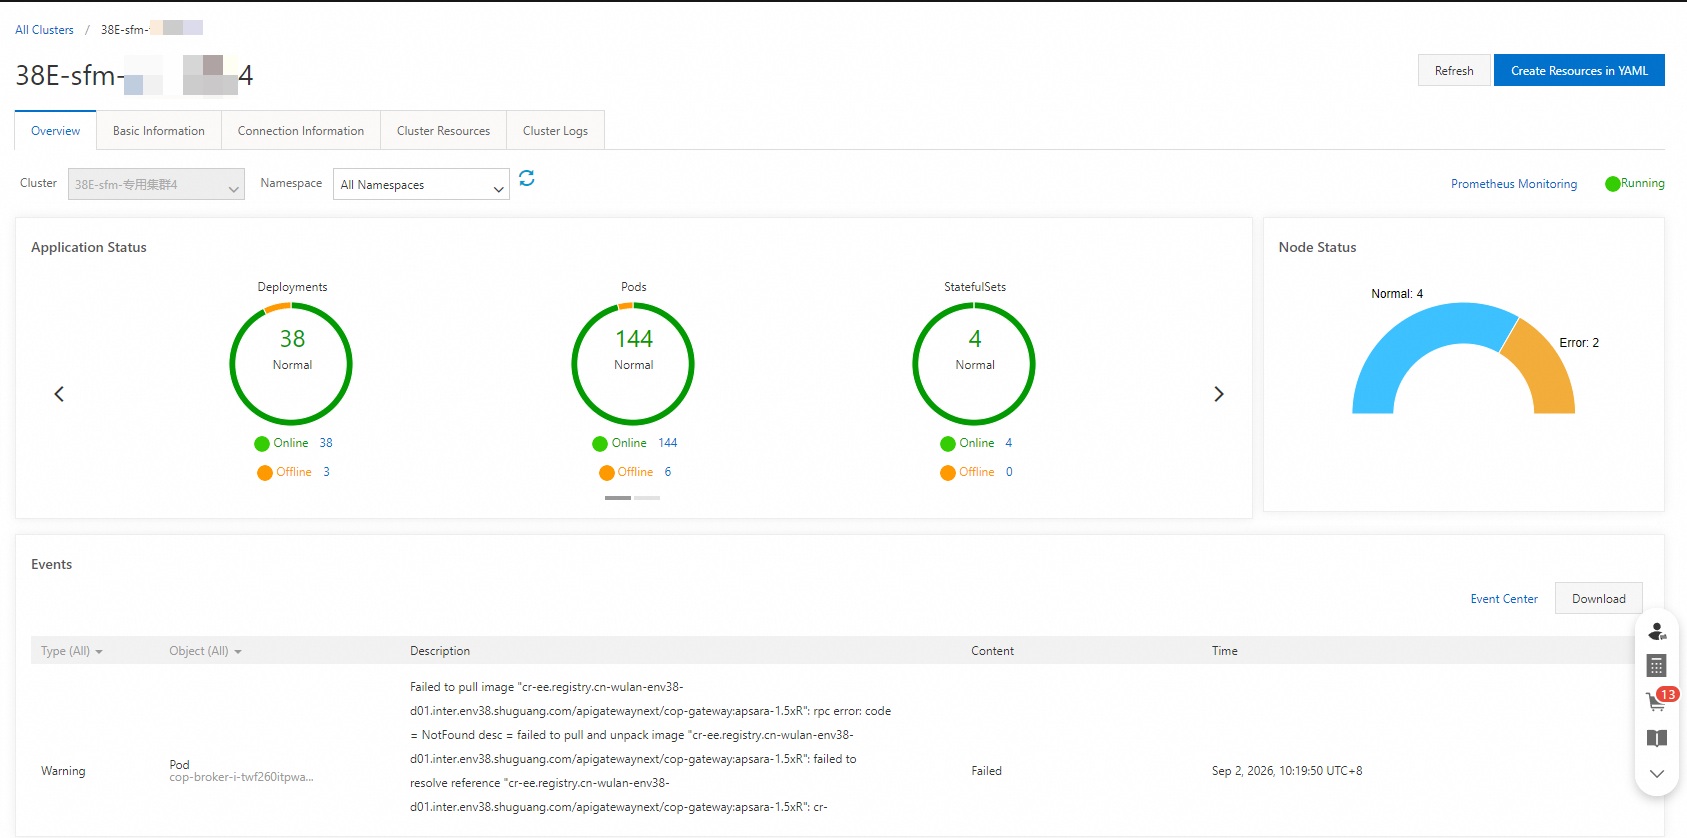 All Clusters / 38E-sfm-
38E-sfm- 4
Refresh
Create Resources in YAML
Overview
Basic Information
Connection Information
Cluster Resources
Cluster Logs
Cluster
38E-sfm-专用集群4
Namespace
All Namespaces
Prometheus Monitoring
Running
Application Status
Deployments
38
Normal
Online 38
Offline 3
Pods
144
Normal
Online 144
Offline 6
StatefulSets
4
Normal
Online 4
Offline 0
Node Status
Normal: 4
Error: 2
Events
Event Center
Download
Type (All)
Object (All)
Description
Content
Time
Warning
Pod
cop-broker-i-twf260itpwa...
Failed to pull image "cr-ee.registry.cn-wulan-env38-
d01.inter.env38.shuguang.com/apigatewaynext/cop-gateway:apsara-1.5xR": rpc error: code
= NotFound desc = failed to pull and unpack image "cr-ee.registry.cn-wulan-env38-
d01.inter.env38.shuguang.com/apigatewaynext/cop-gateway:apsara-1.5xR": failed to
resolve reference "cr-ee.registry.cn-wulan-env38-
d01.inter.env38.shuguang.com/apigatewaynext/cop-gateway:apsara-1.5xR": cr-
Failed
Sep 2, 2026, 10:19:50 UTC+8
13